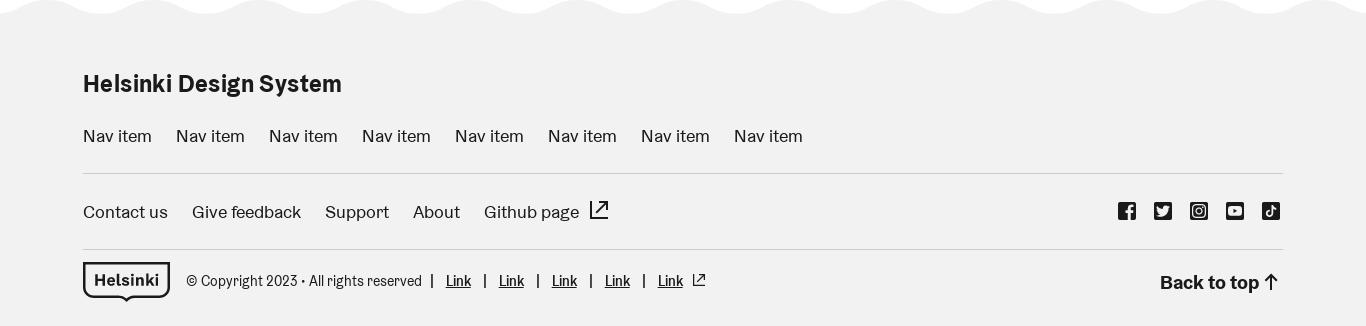 Helsinki Design System
Nav item Nav item Nav item Nav item Nav item Nav item Nav item Nav item
Contact us Give feedback Support About Github page
Helsinki © Copyright 2023 • All rights reserved | Link | Link | Link | Link | Link Back to top